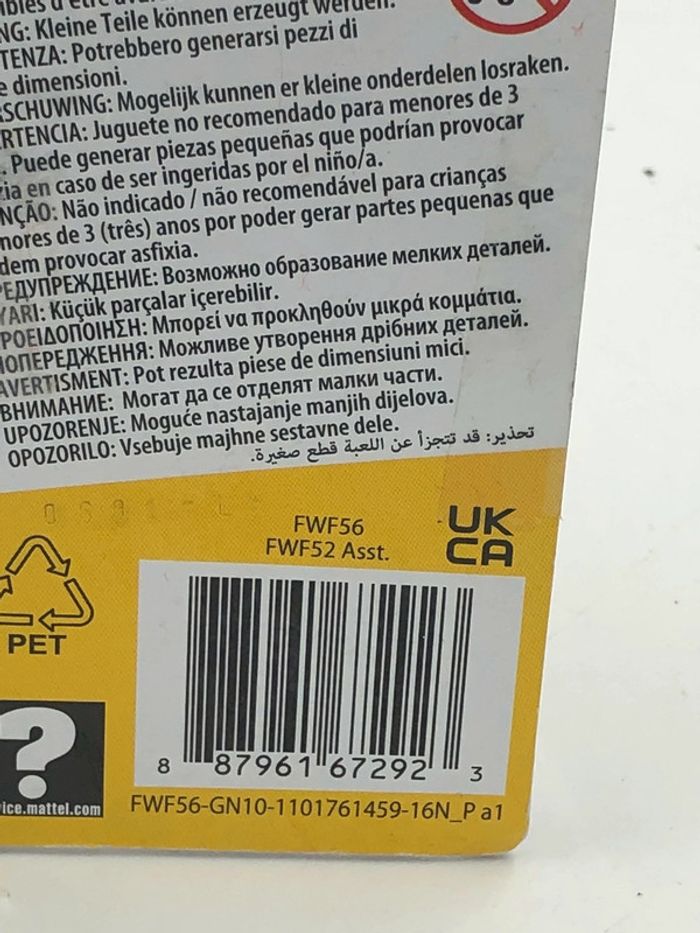 NG: Kleine Teile können erzeugt werden.
TENZA: Potrebbero generarsi pezzi di
e dimensioni.
RSCHUWING: Mogelijk kunnen er kleine onderdelen losraken.
RTENCIA: Juguete no recomendado para menores de 3
. Puede generar piezas pequeñas que podrían provocar
ia en caso de ser ingeridas por el niño/a.
NÇÃO: Não indicado / não recomendável para crianças
nores de 3 (três) anos por poder gerar partes pequenas que
dem provocar asfixia.
ЕДУПРЕЖДЕНИЕ: Возможно образование мелких деталей.
YARI: Küçük parçalar içerebilir.
ΡΟΕΙΔΟΠΟΙΗΣΗ: Μπορεί να προκληθούν μικρά κομμάτια.
ОПЕРЕДЖЕННЯ: Можливе утворення дрібних деталей.
AVERTISMENT: Pot rezulta piese de dimensiuni mici.
ВНИМАНИЕ: Могат да се отделят малки части.
UPOZORENJE: Moguće nastajanje manjih dijelova.
OPOZORILO: Vsebuje majhne sestavne dele.
تحذير: قد تتجزأ عن اللعبة قطع صغيرة.
FWF56
FWF52 Asst.
UK
CA
PET
?
ice.mattel.com
8 87961 67292 3
FWF56-GN10-1101761459-16N_P a1